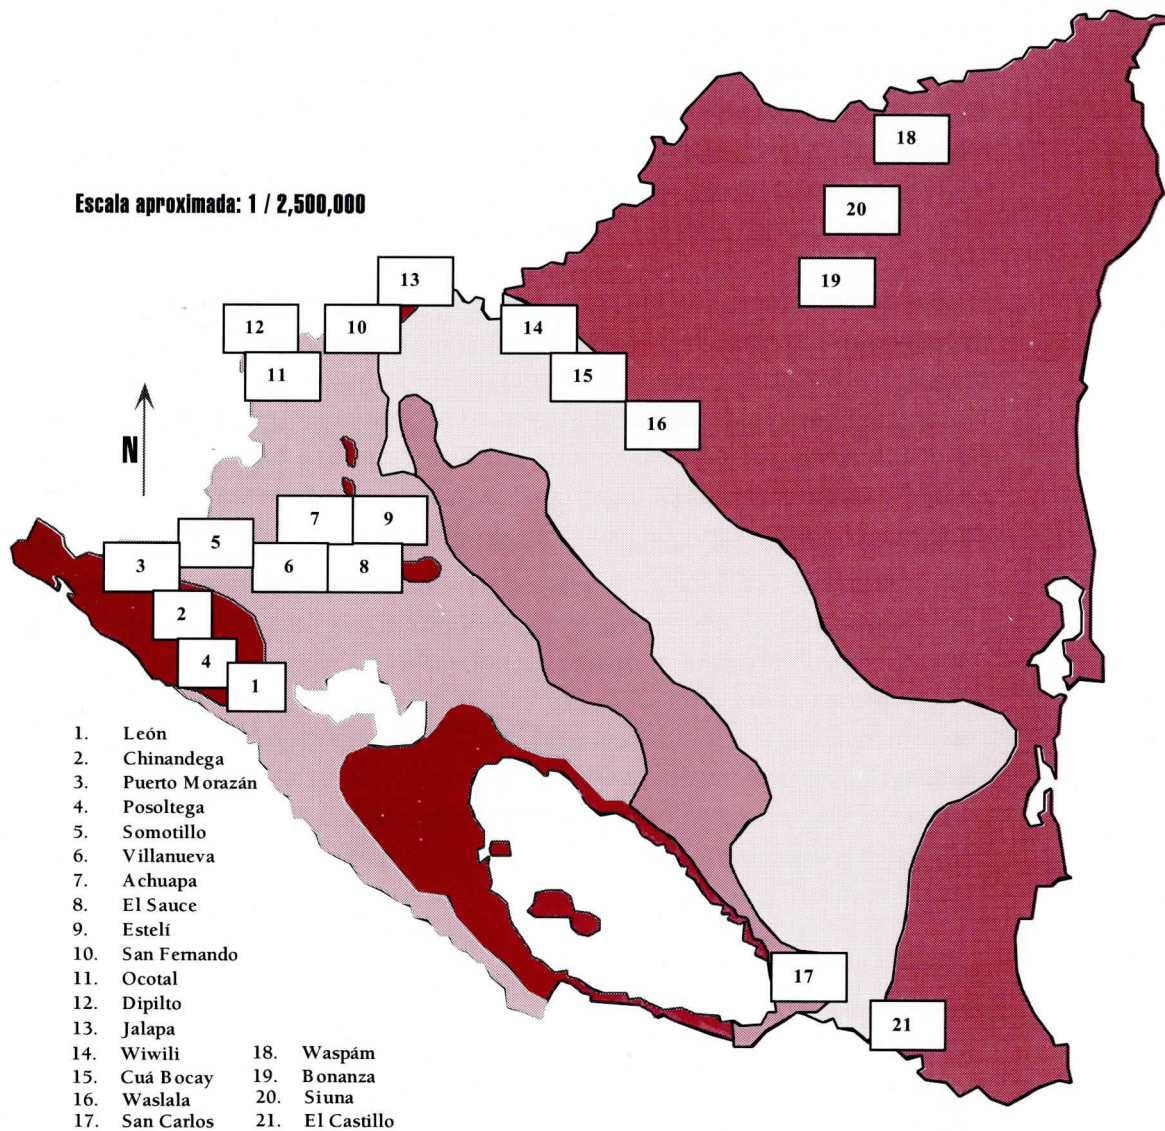 18
Escala aproximada: 1 / 2,500,000
20
13
19
12
10
14
11
15
N
16
7
9
5
3
6
8
2
4
1
17
21
1. León
2. Chinandega
3. Puerto Morazán
4. Posoltega
5. Somotillo
6. Villanueva
7. Achuapa
8. El Sauce
9. Estelí
10. San Fernando
11. Ocotal
12. Dipilto
13. Jalapa
14. Wiwili
15. Cuá Bocay
16. Waslala
17. San Carlos
18. Waspám
19. Bonanza
20. Siuna
21. El Castillo